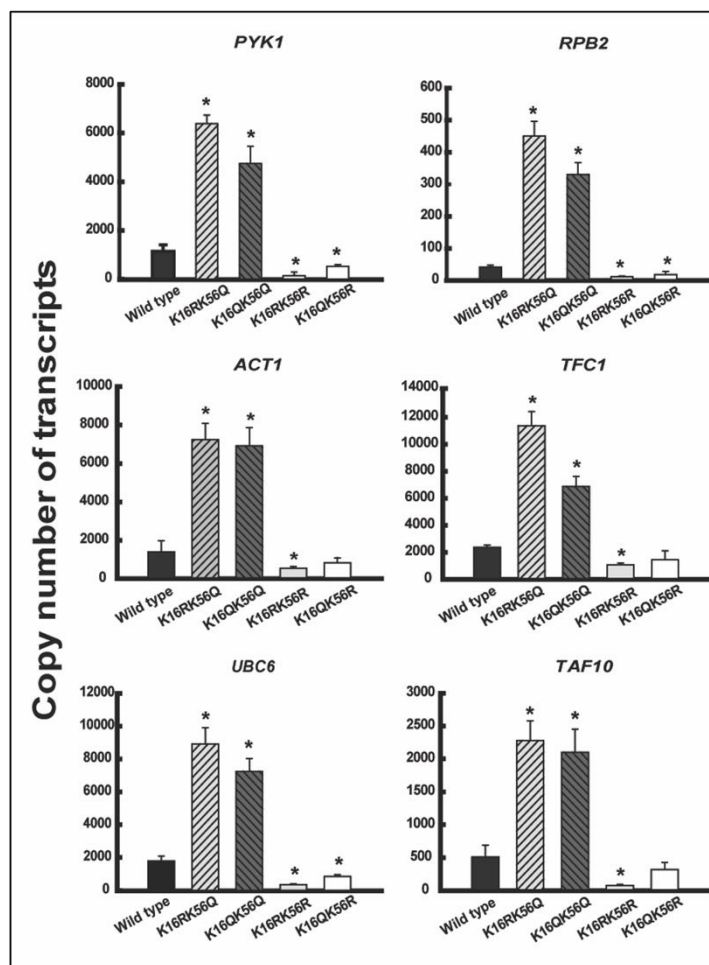 Copy number of transcripts
PYK1
8000
6000
4000
2000
0
*
*
*
*
Wild type
K16RK56Q
K16QK56Q
K16RK56R
K16QK56R
RPB2
600
500
400
300
200
100
0
*
*
*
*
Wild type
K16RK56Q
K16QK56Q
K16RK56R
K16QK56R
ACT1
10000
8000
6000
4000
2000
0
*
*
*
Wild type
K16RK56Q
K16QK56Q
K16RK56R
K16QK56R
TFC1
14000
12000
10000
8000
6000
4000
2000
0
*
*
*
Wild type
K16RK56Q
K16QK56Q
K16RK56R
K16QK56R
UBC6
12000
10000
8000
6000
4000
2000
0
*
*
*
*
Wild type
K16RK56Q
K16QK56Q
K16RK56R
K16QK56R
TAF10
3000
2500
2000
1500
1000
500
0
*
*
*
Wild type
K16RK56Q
K16QK56Q
K16RK56R
K16QK56R